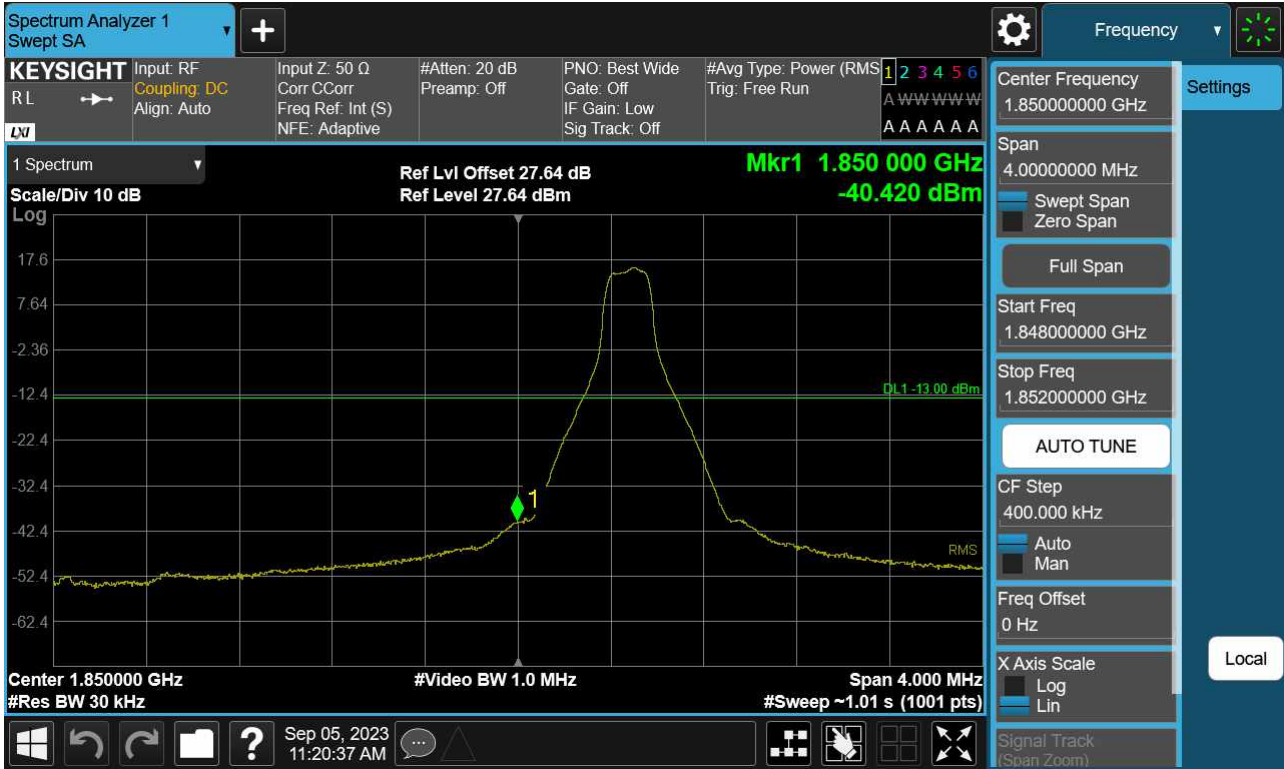 Spectrum Analyzer 1
Swept SA
Frequency
KEYSIGHT
R L
LXI
Input: RF
Coupling: DC
Align: Auto
Input Z: 50 Ω
Corr CCorr
Freq Ref: Int (S)
NFE: Adaptive
#Atten: 20 dB
Preamp: Off
PNO: Best Wide
Gate: Off
IF Gain: Low
Sig Track: Off
#Avg Type: Power (RMS
Trig: Free Run
1 2 3 4 5 6
A W W W W W
A A A A A A
1 Spectrum
Scale/Div 10 dB
Log
Ref Lvl Offset 27.64 dB
Ref Level 27.64 dBm
Mkr1 1.850 000 GHz
-40.420 dBm
17.6
7.64
-2.36
-12.4
-22.4
-32.4
-42.4
-52.4
-62.4
DL1 -13.00 dBm
1
RMS
Center 1.850000 GHz
#Res BW 30 kHz
#Video BW 1.0 MHz
Span 4.000 MHz
#Sweep ~1.01 s (1001 pts)
Center Frequency
1.850000000 GHz
Settings
Span
4.00000000 MHz
Swept Span
Zero Span
Full Span
Start Freq
1.848000000 GHz
Stop Freq
1.852000000 GHz
AUTO TUNE
CF Step
400.000 kHz
Auto
Man
Freq Offset
0 Hz
X Axis Scale
Log
Lin
Signal Track
(Span Zoom)
Local
?
Sep 05, 2023
11:20:37 AM